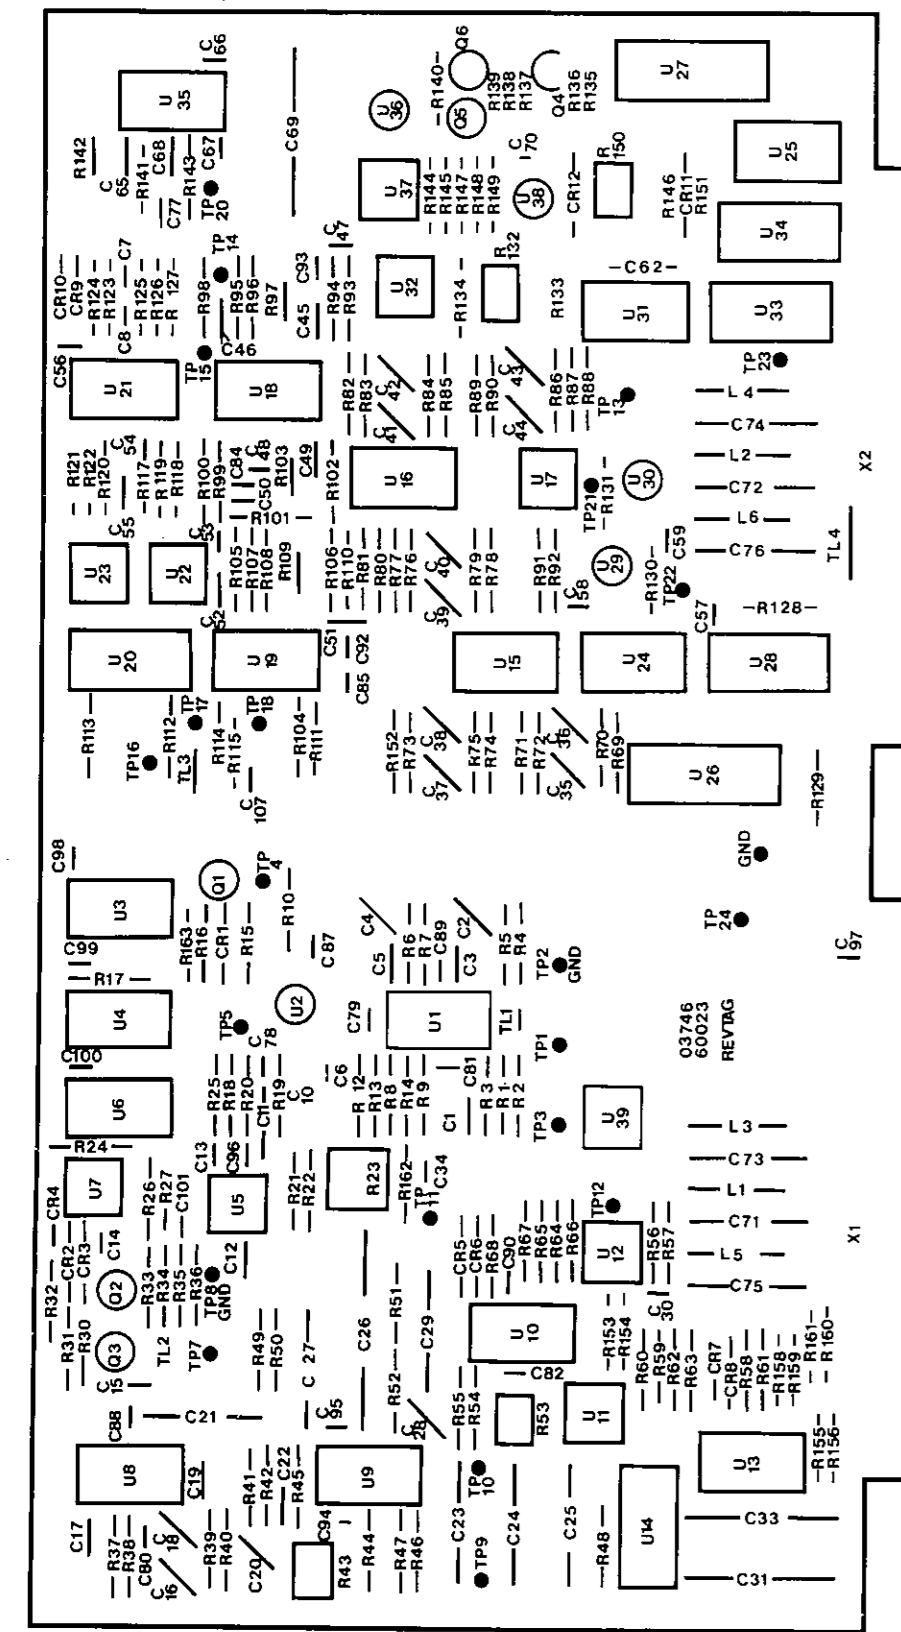 C66
Q6
U35
R140
Q5
R139
R138
R137
Q4
R136
R135
U27
C69
U36
R142
C65
R141
C68
R143
C67
C77
TP20
U37
R144
R145
R147
R148
R149
C70
U38
CR12
R150
R146
CR11
R151
U25
U34
TP14
C47
R132
CR10
CR9
R124
R123
C7
R125
R126
R127
R98
R95
R96
R97
C93
C45
R94
R93
U32
R134
R133
C62
U31
U33
C8
C56
TP15
C46
U21
U18
R82
R83
C42
C41
R84
R85
R89
R90
C43
C44
R86
R87
R88
TP13
TP23
L4
C74
R121
R122
R120
C54
R117
R119
R118
R100
R99
C84
C48
R103
C49
R102
C50
R101
U16
U17
TP21
R131
U30
L2
C72
L6
C76
X2
TL4
C55
C53
U23
U22
R105
R107
R108
R109
R106
R110
R81
R80
R77
R76
C40
C39
R79
R78
R91
R92
C58
U29
R130
C59
TP22
C57
R128
C52
C51
C92
C85
U20
U19
U15
U24
U28
R113
TP16
R112
TP17
TL3
R114
R115
TP18
R104
R111
C107
R152
R73
C38
C37
R75
R74
R71
R72
C36
C35
R70
R69
U26
R129
C98
GND
U3
Q1
TP4
TP24
C99
R163
R16
CR1
R15
R10
C87
C4
C5
R6
R7
C89
C2
C3
R5
R4
TP2
GND
C97
R17
U4
TP5
U2
C79
U1
TL1
TP1
03746
60023
REVTAG
C100
C78
U6
R25
R18
R20
C11
R19
C10
C6
R12
R13
R8
R14
R9
C81
C1
R3
R1
R2
TP3
U39
L3
C73
R24
C13
C96
U7
CR4
R26
R27
C101
U5
R21
R22
R23
R162
C34
TP11
TP12
L1
C71
CR2
CR3
C14
C12
R32
R33
R34
R35
R36
TP8
GND
Q2
C26
R51
C29
CR5
CR6
R68
C90
R67
R65
R64
R66
U12
R56
R57
L5
C75
X1
C30
R31
R30
Q3
C15
TL2
TP7
R49
R50
C27
R52
C28
R55
R54
U10
C82
R153
R154
R60
R59
R62
R63
CR7
CR8
R58
R61
R158
R159
R161
R160
C88
C21
C95
R53
U11
U8
C19
R41
R42
C22
R45
U9
TP10
U13
R155
R156
C17
R37
R38
C80
C18
C16
R39
R40
C20
C94
R43
R44
R47
R46
C23
TP9
C24
C25
R48
U14
C33
C31